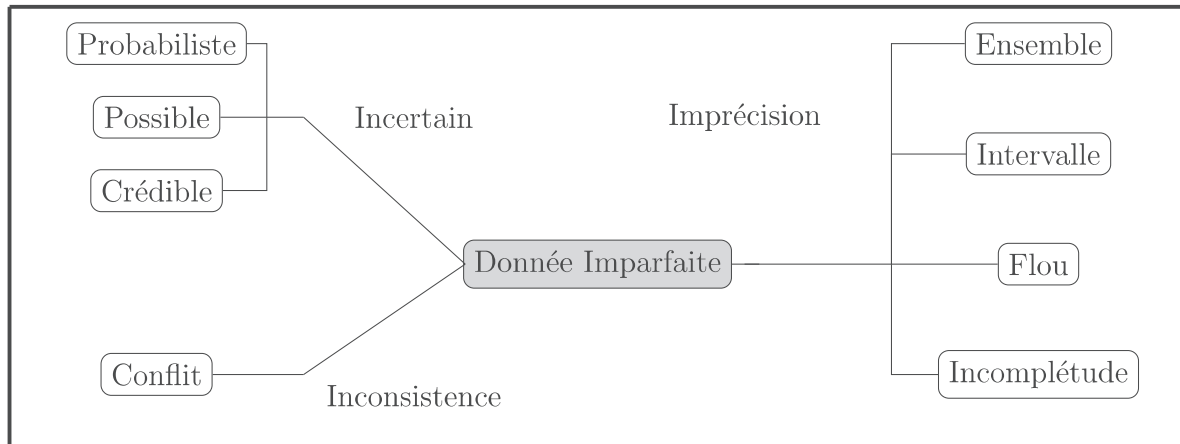 Probabiliste
Possible
Crédible
Incertain
Imprécision
Ensemble
Intervalle
Donnée Imparfaite
Flou
Conflit
Inconsistence
Incomplétude